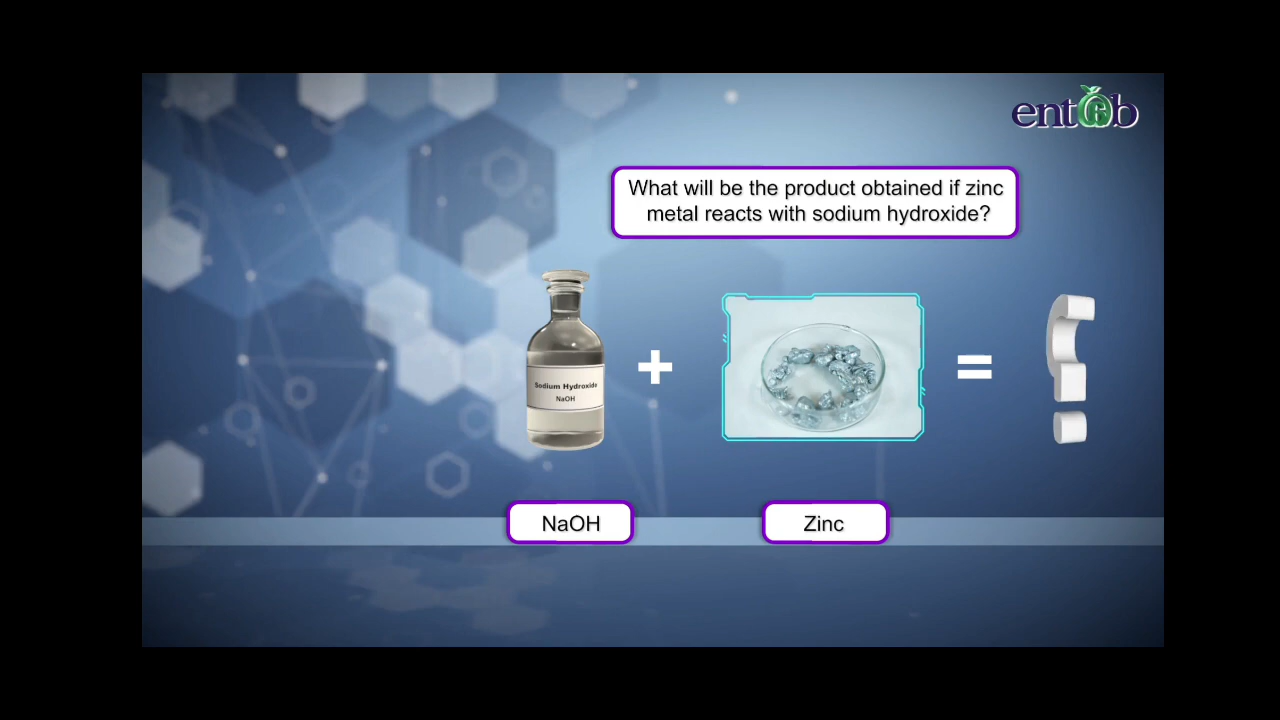 entab
What will be the product obtained if zinc
metal reacts with sodium hydroxide?
Sodium Hydroxide
NaOH
+
=
?
NaOH
Zinc